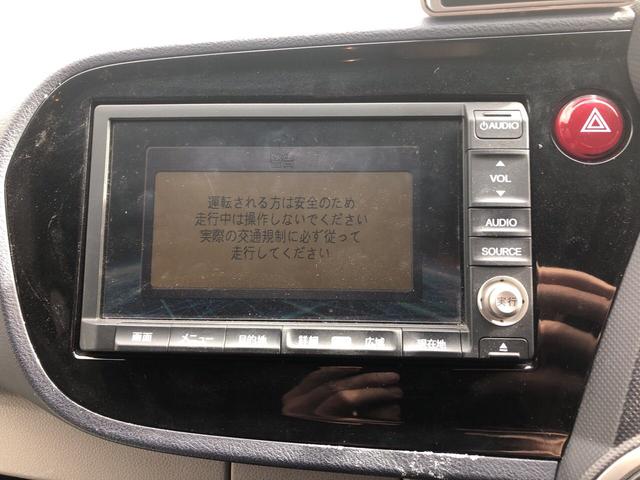 AUDIO
VOL
AUDIO
SOURCE
実行
警告
運転される方は安全のため
走行中は操作しないでください
実際の交通規制に必ず従って
走行してください
画面
メニュー
目的地
詳細
広域
現在地